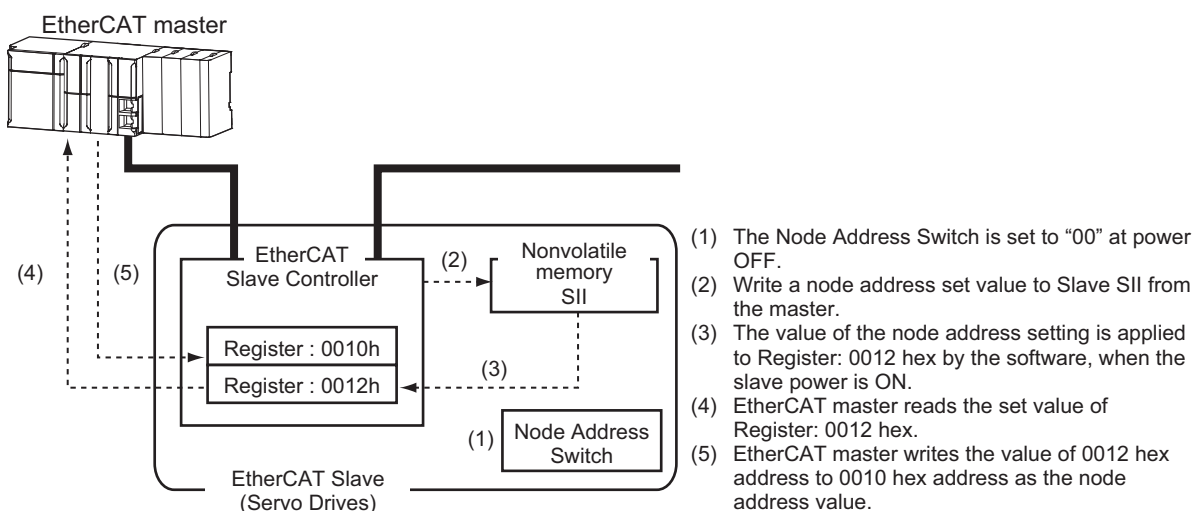 EtherCAT master
(4)
(5)
EtherCAT
Slave Controller
(2)
Nonvolatile
memory
SII
Register : 0010h
Register : 0012h
(3)
(1)
Node Address
Switch
EtherCAT Slave
(Servo Drives)
(1) The Node Address Switch is set to “00” at power
OFF.
(2) Write a node address set value to Slave SII from
the master.
(3) The value of the node address setting is applied
to Register: 0012 hex by the software, when the
slave power is ON.
(4) EtherCAT master reads the set value of
Register: 0012 hex.
(5) EtherCAT master writes the value of 0012 hex
address to 0010 hex address as the node
address value.